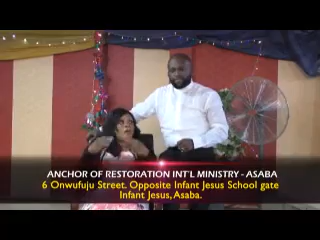 ANCHOR OF RESTORATION INT'L MINISTRY - ASABA
6 Onwufuju Street. Opposite Infant Jesus School gate
Infant Jesus, Asaba.